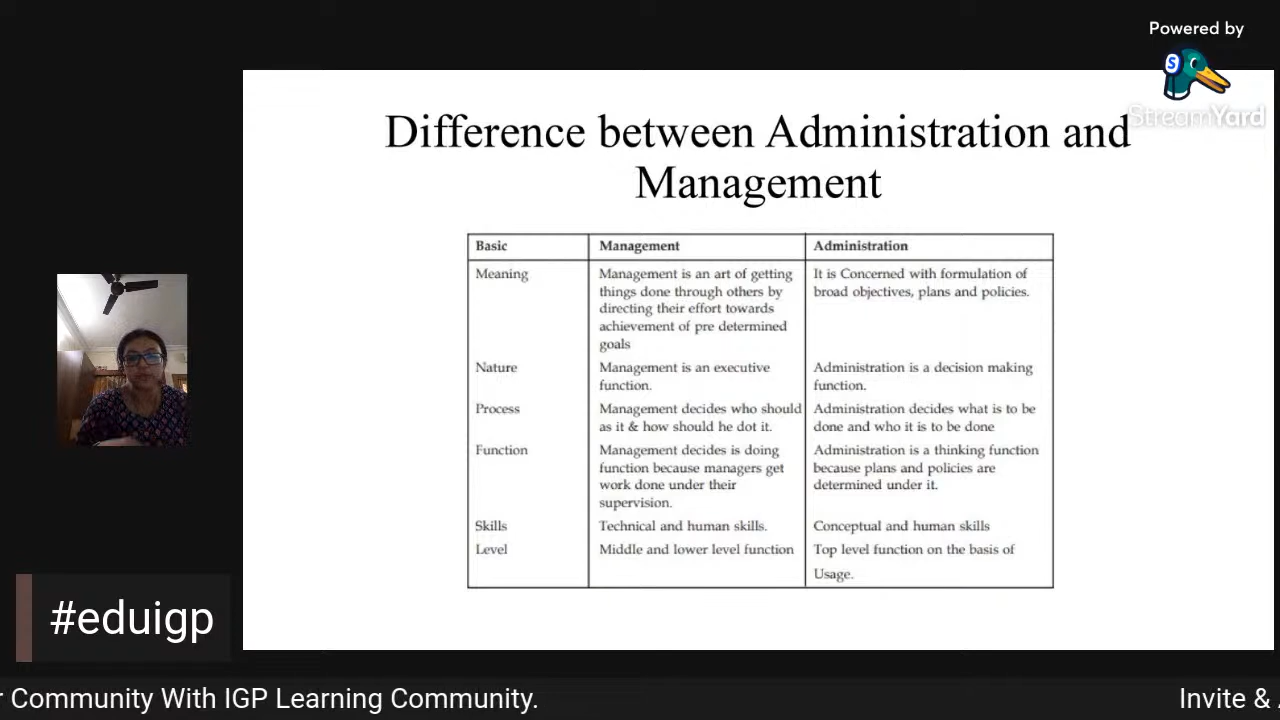 Powered by
StreamYard
Difference between Administration and
Management
Basic Management Administration
Meaning Management is an art of getting It is Concerned with formulation of
things done through others by broad objectives, plans and policies.
directing their effort towards
achievement of pre determined
goals
Nature Management is an executive Administration is a decision making
function. function.
Process Management decides who should Administration decides what is to be
as it & how should he dot it. done and who it is to be done
Function Management decides is doing Administration is a thinking function
function because managers get because plans and policies are
work done under their determined under it.
supervision.
Skills Technical and human skills. Conceptual and human skills
Level Middle and lower level function Top level function on the basis of
Usage.
#eduigp
Community With IGP Learning Community. Invite &